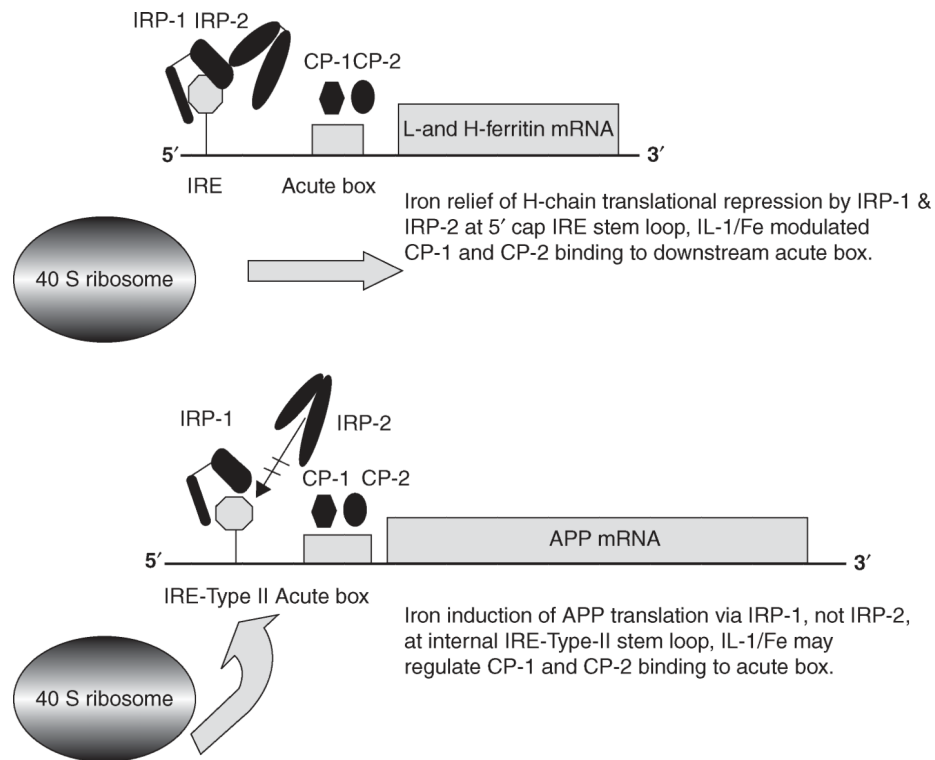 IRP-1 IRP-2
CP-1CP-2
L-and H-ferritin mRNA
5′ 3′
IRE Acute box
Iron relief of H-chain translational repression by IRP-1 &
IRP-2 at 5′ cap IRE stem loop, IL-1/Fe modulated
CP-1 and CP-2 binding to downstream acute box.
40 S ribosome
IRP-1
IRP-2
CP-1 CP-2
APP mRNA
5′ 3′
IRE-Type II Acute box
Iron induction of APP translation via IRP-1, not IRP-2,
at internal IRE-Type-II stem loop, IL-1/Fe may
regulate CP-1 and CP-2 binding to acute box.
40 S ribosome